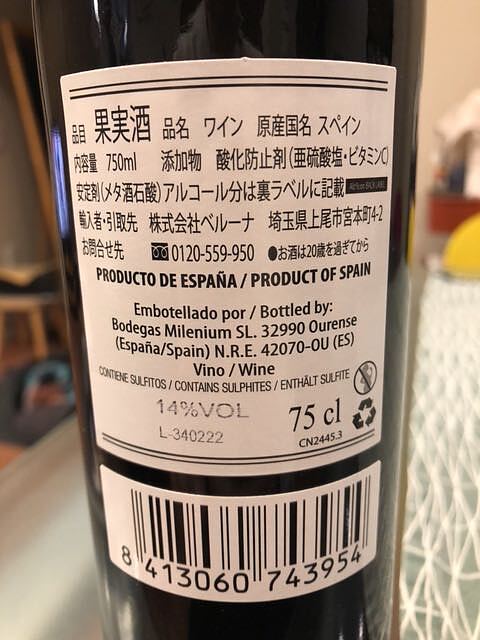 品目 果実酒 品名 ワイン 原産国名 スペイン
内容量 750ml 添加物 酸化防止剤(亜硫酸塩・ビタミンC)
安定剤(メタ酒石酸)アルコール分は裏ラベルに記載
輸入者・引取先 株式会社ベルーナ 埼玉県上尾市宮本町4-2
お問合せ先 0120-559-950 ●お酒は20歳を過ぎてから
PRODUCTO DE ESPAÑA / PRODUCT OF SPAIN
Embotellado por / Bottled by:
Bodegas Milenium SL. 32990 Ourense
(España/Spain) N.R.E. 42070-OU (ES)
Vino / Wine
CONTIENE SULFITOS / CONTAINS SULPHITES / ENTHÄLT SULFITE
14%VOL
75 cl
L-340222
CN2445.3
8 413060 743954